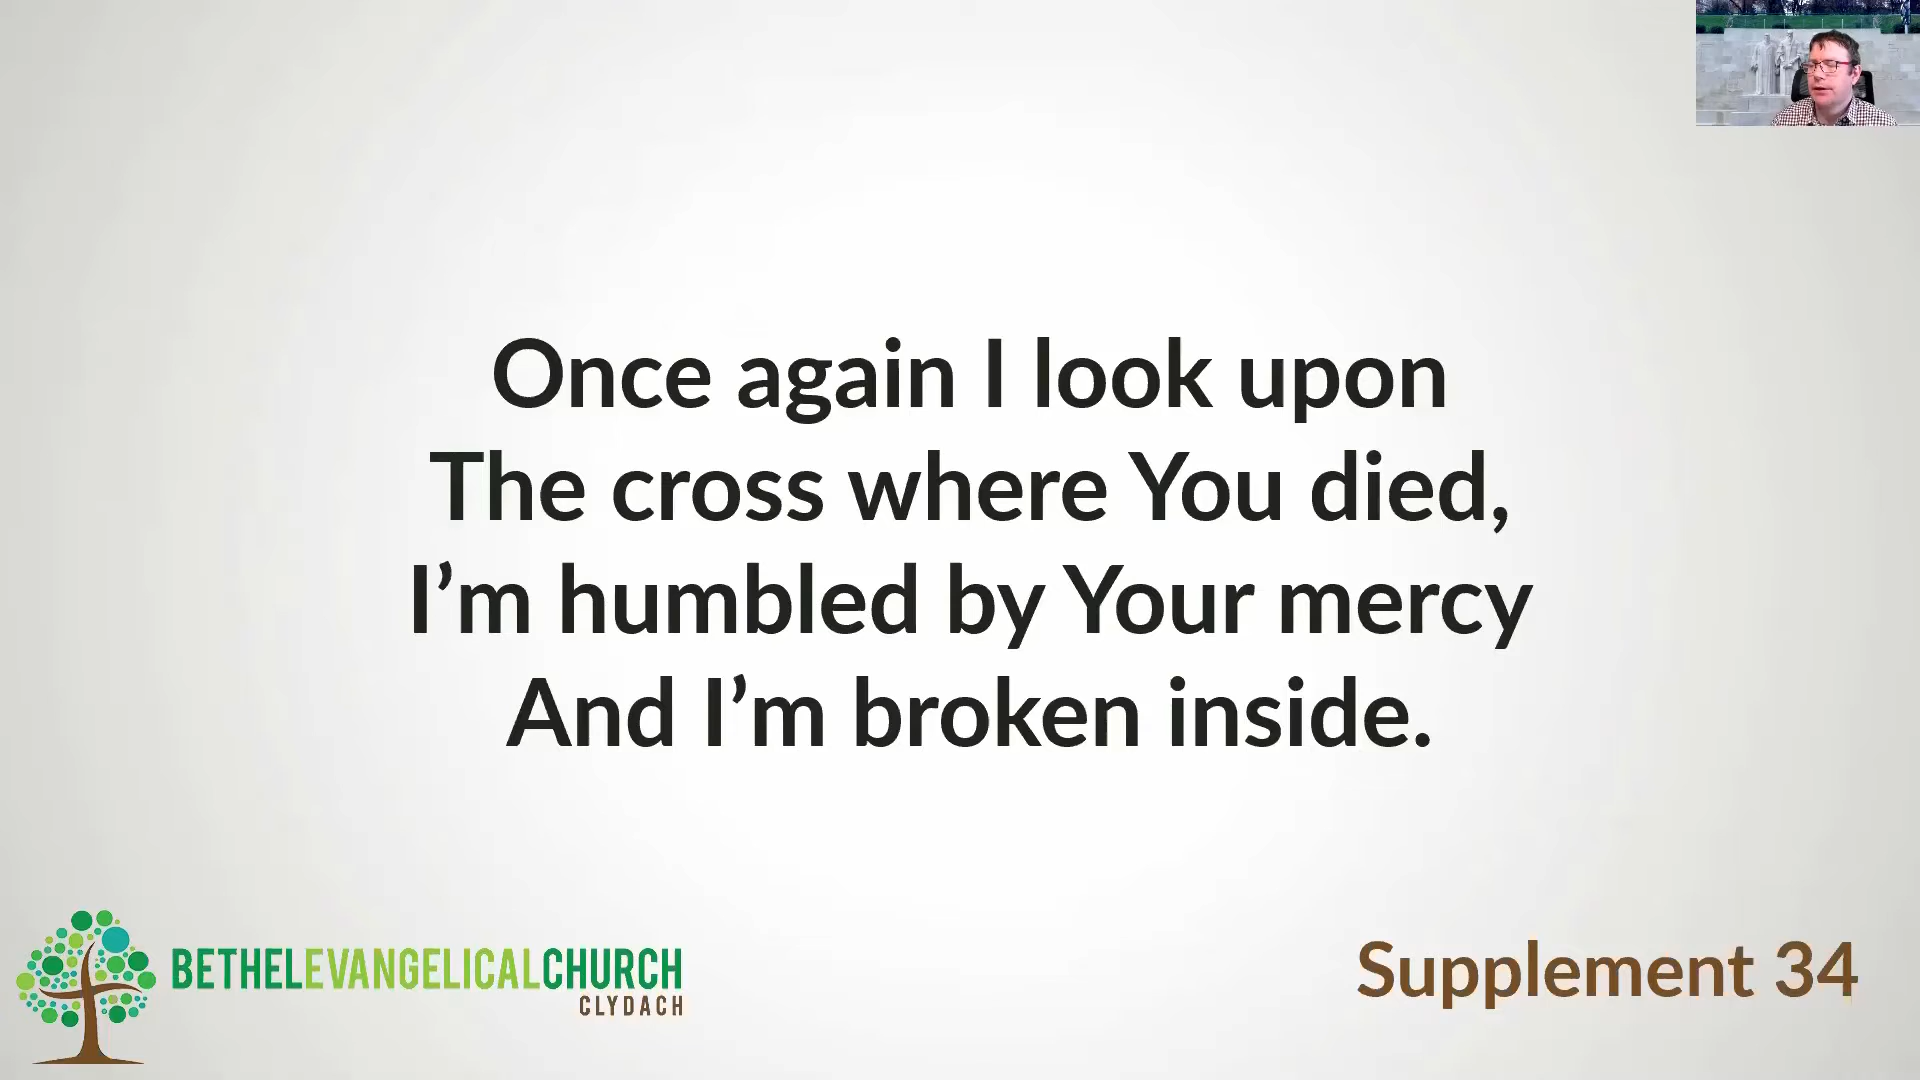 Once again I look upon
The cross where You died,
I’m humbled by Your mercy
And I’m broken inside.
BETHELEVANGELICALCHURCH
CLYDACH
Supplement 34